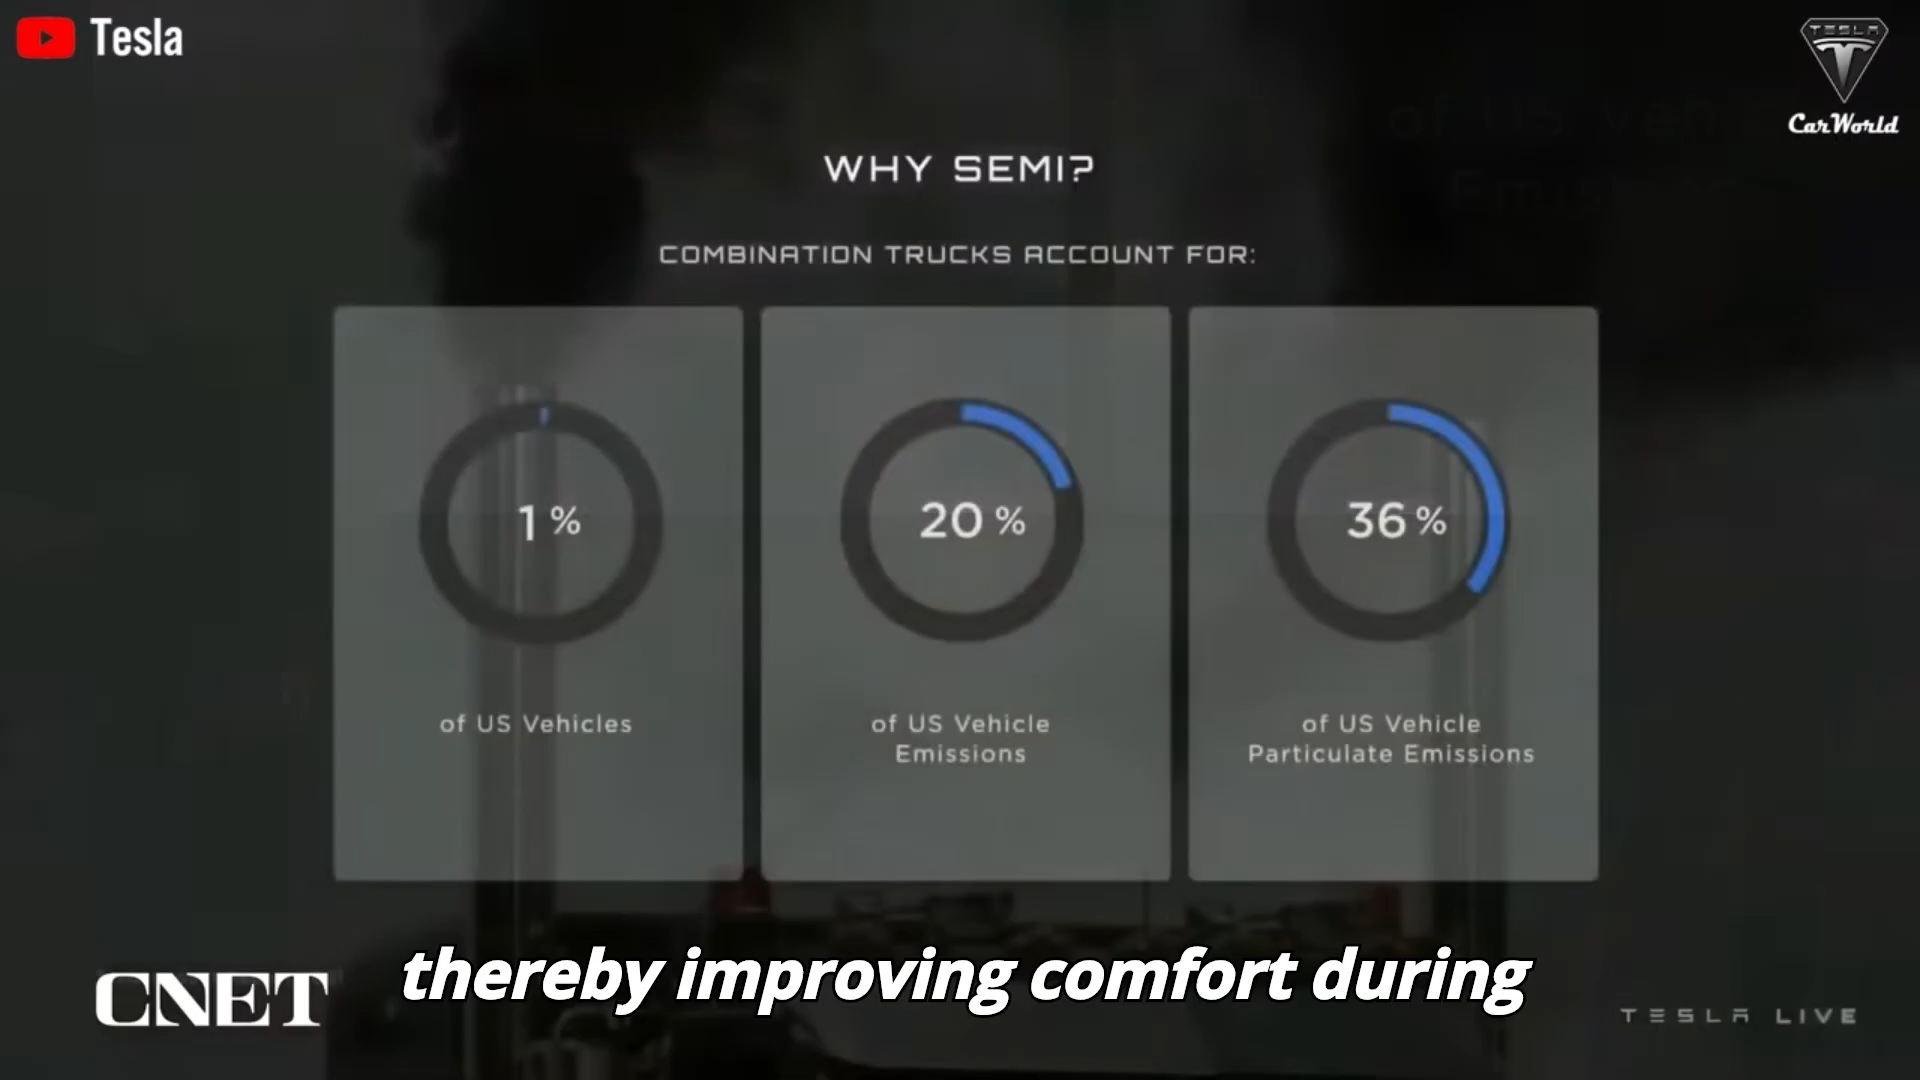 Tesla
TESLA
CarWorld
WHY SEMI?
COMBINATION TRUCKS ACCOUNT FOR:
1 %
of US Vehicles
20 %
of US Vehicle
Emissions
36 %
of US Vehicle
Particulate Emissions
CNET
thereby improving comfort during
TESLA LIVE